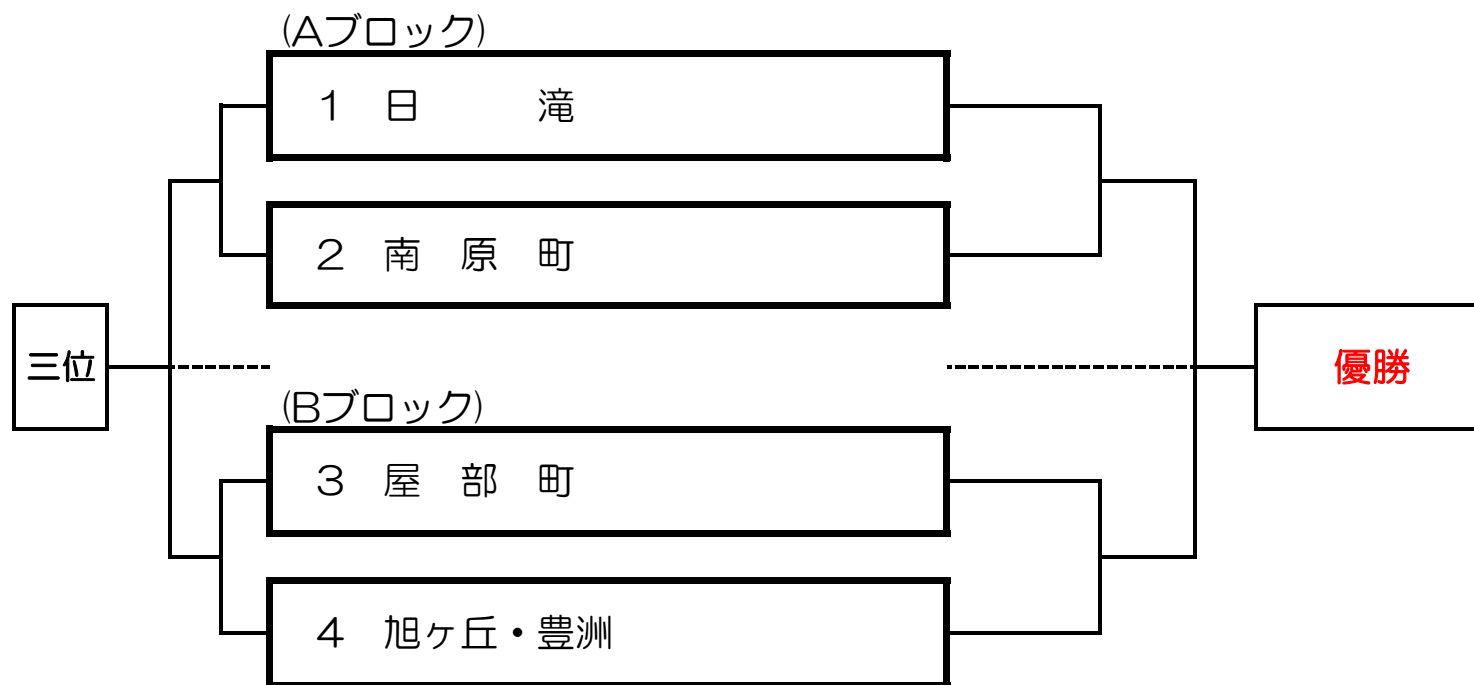 (Aブロック)
1 日 滝
2 南 原 町
三位
優勝
(Bブロック)
3 屋 部 町
4 旭ヶ丘・豊洲